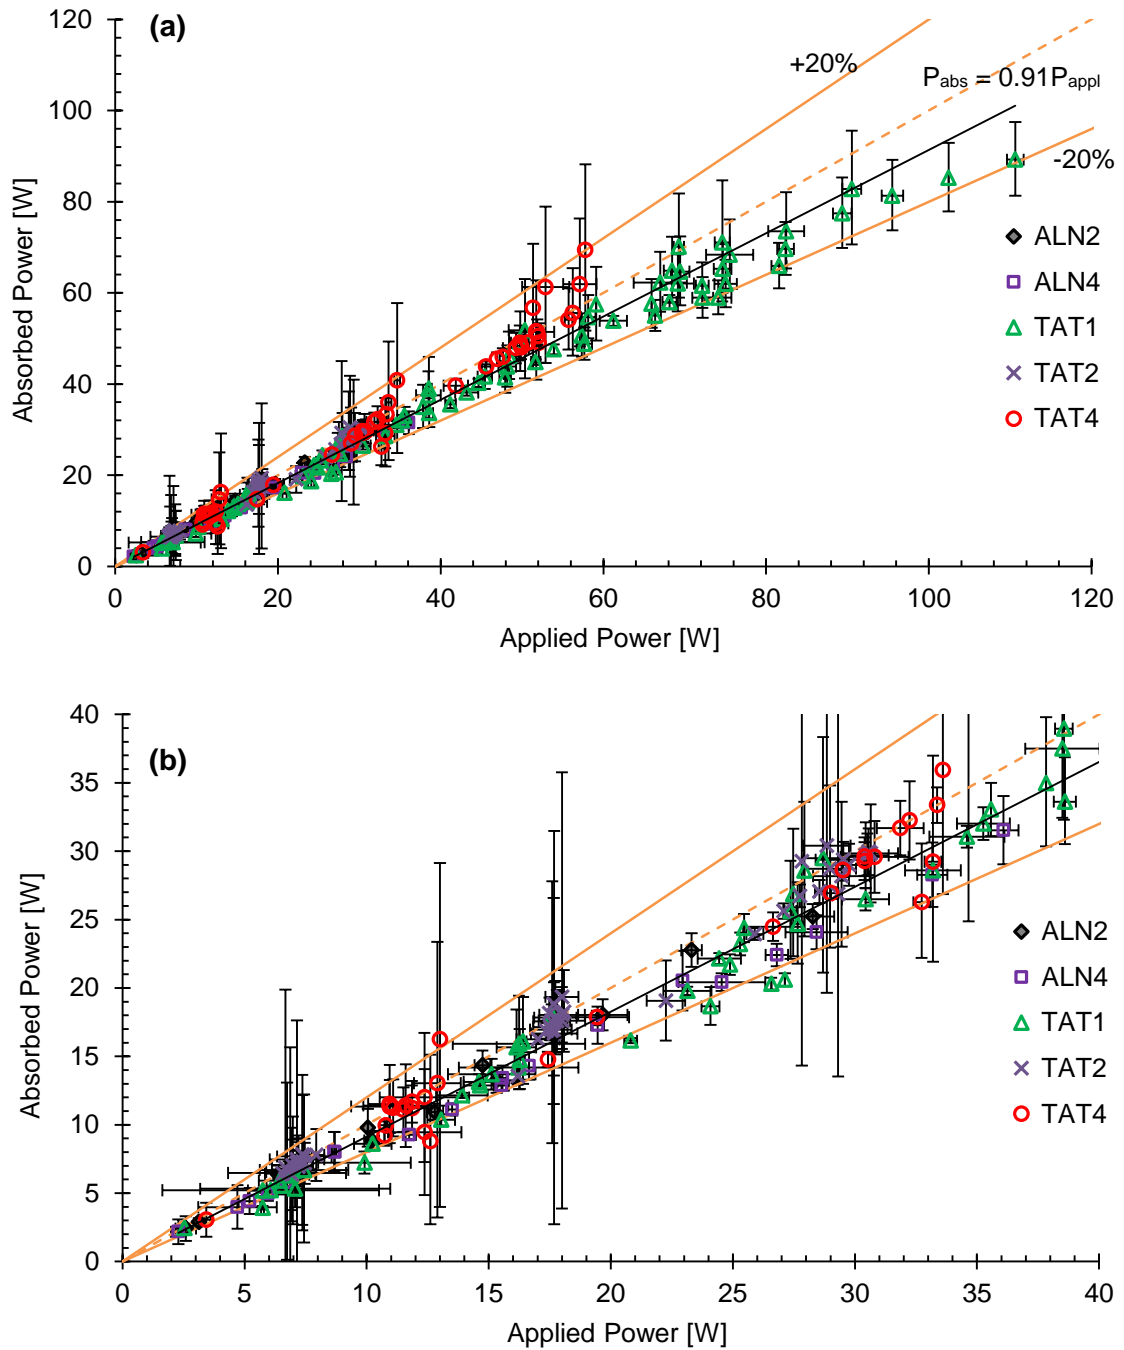 (a)
120
100
80
60
40
20
0
Absorbed Power [W]
+20%
Pabs = 0.91Pappl
-20%
ALN2
ALN4
TAT1
TAT2
TAT4
0 20 40 60 80 100 120
Applied Power [W]
(b)
40
35
30
25
20
15
10
5
0
Absorbed Power [W]
ALN2
ALN4
TAT1
TAT2
TAT4
0 5 10 15 20 25 30 35 40
Applied Power [W]